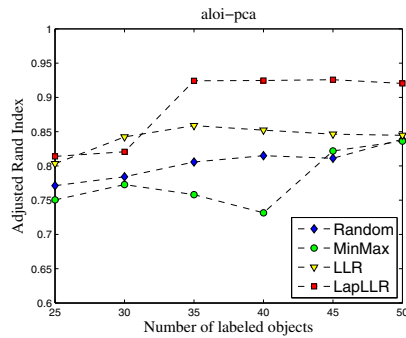 aloi−pca
Adjusted Rand Index
1
0.95
0.9
0.85
0.8
0.75
0.7
0.65
0.6
25 30 35 40 45 50
Number of labeled objects
Random
MinMax
LLR
LapLLR